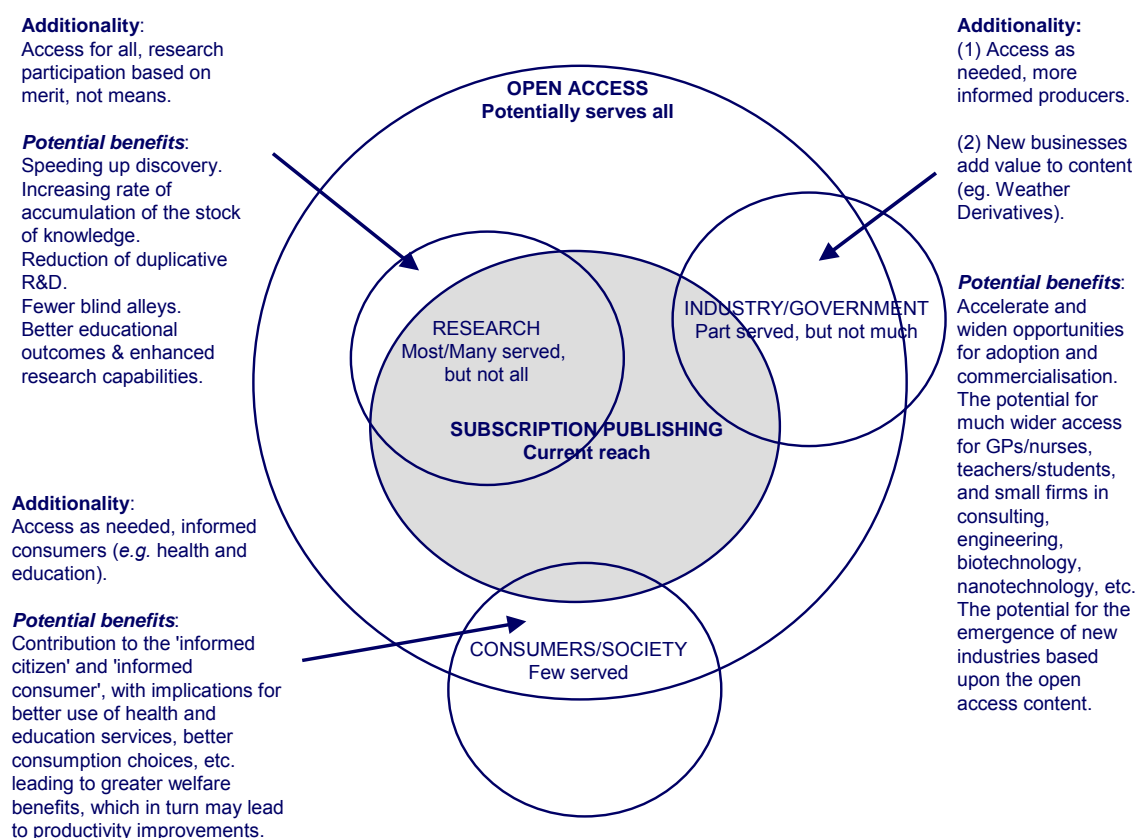 Additionality:
Access for all, research
participation based on
merit, not means.
Potential benefits:
Speeding up discovery.
Increasing rate of
accumulation of the stock
of knowledge.
Reduction of duplicative
R&D.
Fewer blind alleys.
Better educational
outcomes & enhanced
research capabilities.
Additionality:
Access as needed, informed
consumers (e.g. health and
education).
Potential benefits:
Contribution to the 'informed
citizen' and 'informed
consumer', with implications for
better use of health and
education services, better
consumption choices, etc.
leading to greater welfare
benefits, which in turn may lead
to productivity improvements.
OPEN ACCESS
Potentially serves all
RESEARCH
Most/Many served,
but not all
INDUSTRY/GOVERNMENT
Part served, but not much
SUBSCRIPTION PUBLISHING
Current reach
CONSUMERS/SOCIETY
Few served
Additionality:
(1) Access as
needed, more
informed producers.
(2) New businesses
add value to content
(eg. Weather
Derivatives).
Potential benefits:
Accelerate and
widen opportunities
for adoption and
commercialisation.
The potential for
much wider access
for GPs/nurses,
teachers/students,
and small firms in
consulting,
engineering,
biotechnology,
nanotechnology, etc.
The potential for the
emergence of new
industries based
upon the open
access content.